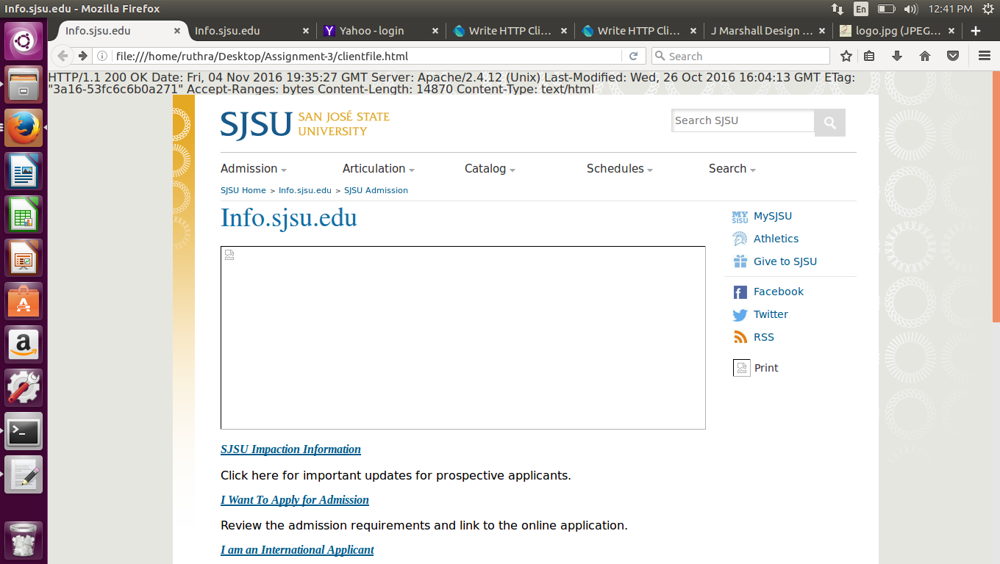 Info.sjsu.edu - Mozilla Firefox
En
12:41 PM
Info.sjsu.edu
Info.sjsu.edu
Yahoo - login
Write HTTP Cli...
Write HTTP Cli...
J Marshall Design ...
logo.jpg (JPEG...
file:///home/ruthra/Desktop/Assignment-3/clientfile.html
Search
HTTP/1.1 200 OK Date: Fri, 04 Nov 2016 19:35:27 GMT Server: Apache/2.4.12 (Unix) Last-Modified: Wed, 26 Oct 2016 16:04:13 GMT ETag:
"3a16-53fc6c6b0a271" Accept-Ranges: bytes Content-Length: 14870 Content-Type: text/html
SJSU SAN JOSÉ STATE
UNIVERSITY
Search SJSU
Admission
Articulation
Catalog
Schedules
Search
SJSU Home > Info.sjsu.edu > SJSU Admission
Info.sjsu.edu
MY
SJSU
MySJSU
Athletics
Give to SJSU
Facebook
Twitter
RSS
Print
SJSU Impaction Information
Click here for important updates for prospective applicants.
I Want To Apply for Admission
Review the admission requirements and link to the online application.
I am an International Applicant